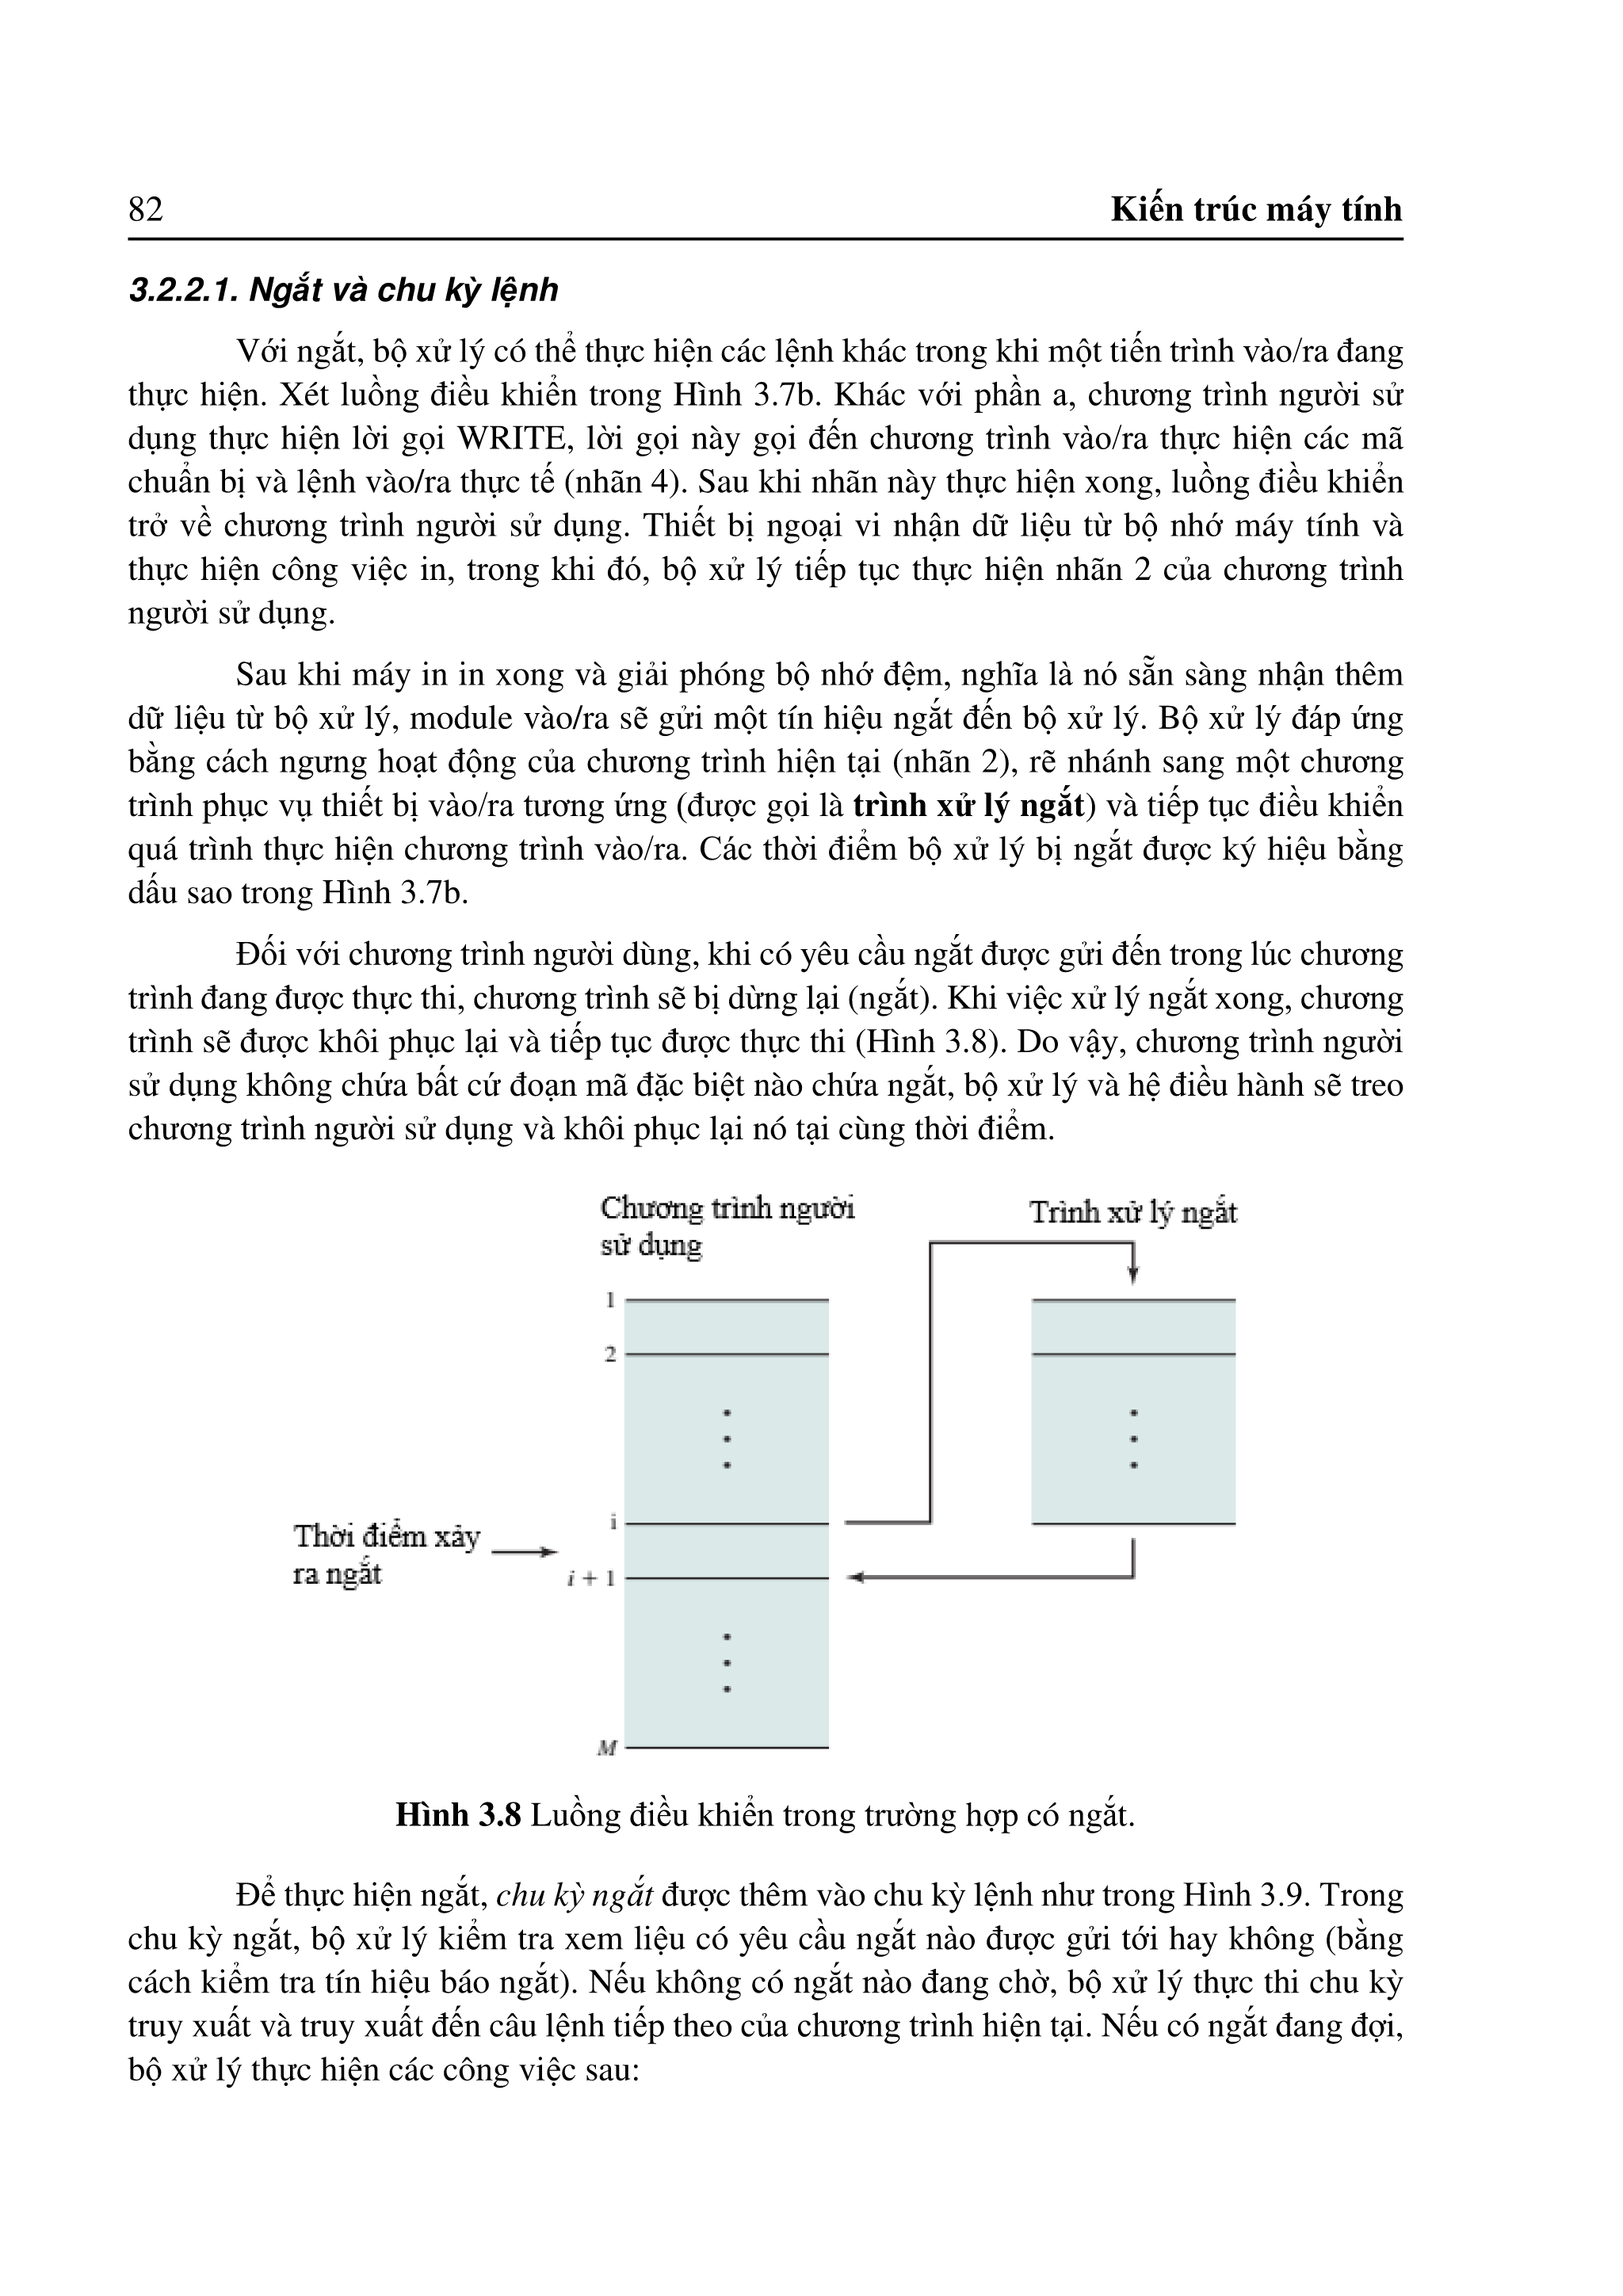 82
Kiến trúc máy tính
3.2.2.1. Ngắt và chu kỳ lệnh
Với ngắt, bộ xử lý có thể thực hiện các lệnh khác trong khi một tiến trình vào/ra đang
thực hiện. Xét luồng điều khiển trong Hình 3.7b. Khác với phần a, chương trình người sử
dụng thực hiện lời gọi WRITE, lời gọi này gọi đến chương trình vào/ra thực hiện các mã
chuẩn bị và lệnh vào/ra thực tế (nhãn 4). Sau khi nhãn này thực hiện xong, luồng điều khiển
trở về chương trình người sử dụng. Thiết bị ngoại vi nhận dữ liệu từ bộ nhớ máy tính và
thực hiện công việc in, trong khi đó, bộ xử lý tiếp tục thực hiện nhãn 2 của chương trình
người sử dụng.
Sau khi máy in in xong và giải phóng bộ nhớ đệm, nghĩa là nó sẵn sàng nhận thêm
dữ liệu từ bộ xử lý, module vào/ra sẽ gửi một tín hiệu ngắt đến bộ xử lý. Bộ xử lý đáp ứng
bằng cách ngưng hoạt động của chương trình hiện tại (nhãn 2), rẽ nhánh sang một chương
trình phục vụ thiết bị vào/ra tương ứng (được gọi là trình xử lý ngắt) và tiếp tục điều khiển
quá trình thực hiện chương trình vào/ra. Các thời điểm bộ xử lý bị ngắt được ký hiệu bằng
dấu sao trong Hình 3.7b.
Đối với chương trình người dùng, khi có yêu cầu ngắt được gửi đến trong lúc chương
trình đang được thực thi, chương trình sẽ bị dừng lại (ngắt). Khi việc xử lý ngắt xong, chương
trình sẽ được khôi phục lại và tiếp tục được thực thi (Hình 3.8). Do vậy, chương trình người
sử dụng không chứa bất cứ đoạn mã đặc biệt nào chứa ngắt, bộ xử lý và hệ điều hành sẽ treo
chương trình người sử dụng và khôi phục lại nó tại cùng thời điểm.
Chương trình người
sử dụng
Trình xử lý ngắt
1
2
i
Thời điểm xảy
ra ngắt
i + 1
M
Hình 3.8 Luồng điều khiển trong trường hợp có ngắt.
Để thực hiện ngắt, chu kỳ ngắt được thêm vào chu kỳ lệnh như trong Hình 3.9. Trong
chu kỳ ngắt, bộ xử lý kiểm tra xem liệu có yêu cầu ngắt nào được gửi tới hay không (bằng
cách kiểm tra tín hiệu báo ngắt). Nếu không có ngắt nào đang chờ, bộ xử lý thực thi chu kỳ
truy xuất và truy xuất đến câu lệnh tiếp theo của chương trình hiện tại. Nếu có ngắt đang đợi,
bộ xử lý thực hiện các công việc sau: